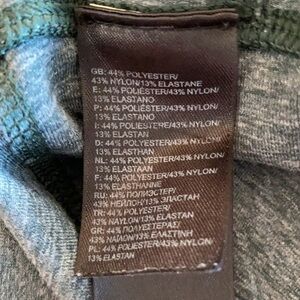 GB: 44% POLYESTER/
43% NYLON/13% ELASTANE
E: 44% POLIÉSTER/43% NYLON/
13% ELASTANO
P: 44% POLIÉSTER/43% NYLON/
13% ELASTANO
I: 44% POLIESTERE/43% NYLON/
13% ELASTAN
D: 44% POLYESTER/43% NYLON/
13% ELASTHAN
NL: 44% POLYESTER/43% NYLON/
13% ELASTAAN
F: 44% POLYESTER/43% NYLON/
13% ELASTHANNE
RU: 44% ПОЛИЭСТЕР/
43% НЕЙЛОН/13% ЭЛАСТАН
TR: 44% POLYESTER/
43% NAYLON/13% ELASTAN
GR: 44% ΠΟΛΥΕΣΤΕΡΑΣ/
43% ΝΑΪΛΟΝ/13% ΕΛΑΣΤΙΝΗ
PL: 44% POLIESTER/43% NYLON/
13% ELASTAN